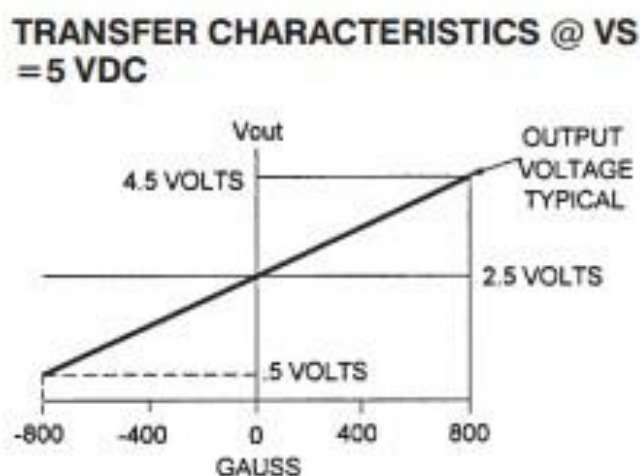 TRANSFER CHARACTERISTICS @ VS
= 5 VDC
Vout
OUTPUT
VOLTAGE
TYPICAL
4.5 VOLTS
2.5 VOLTS
.5 VOLTS
-800 -400 0 400 800
GAUSS